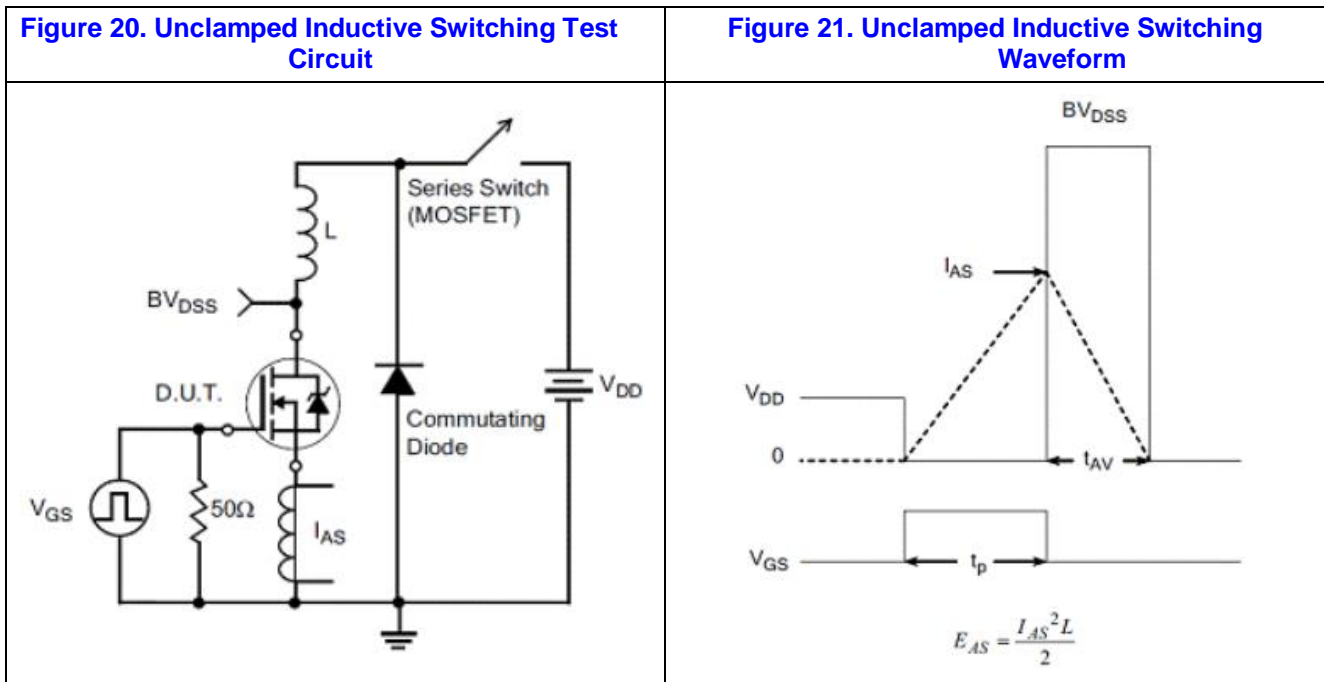 Figure 20. Unclamped Inductive Switching Test
Circuit
Figure 21. Unclamped Inductive Switching
Waveform
Series Switch
(MOSFET)
L
BVDSS
D.U.T.
Commutating
Diode
VDD
VGS
50Ω
IAS
BVDSS
IAS
VDD
0
tAV
VGS
tp
EAS = IAS²L / 2